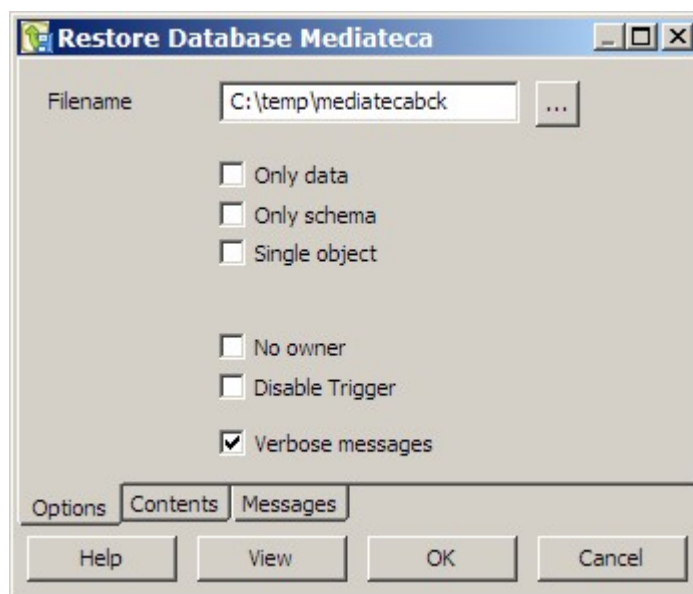 Restore Database Mediateca
Filename C:\temp\mediatecabck ...
Only data
Only schema
Single object
No owner
Disable Trigger
Verbose messages
Options Contents Messages
Help View OK Cancel